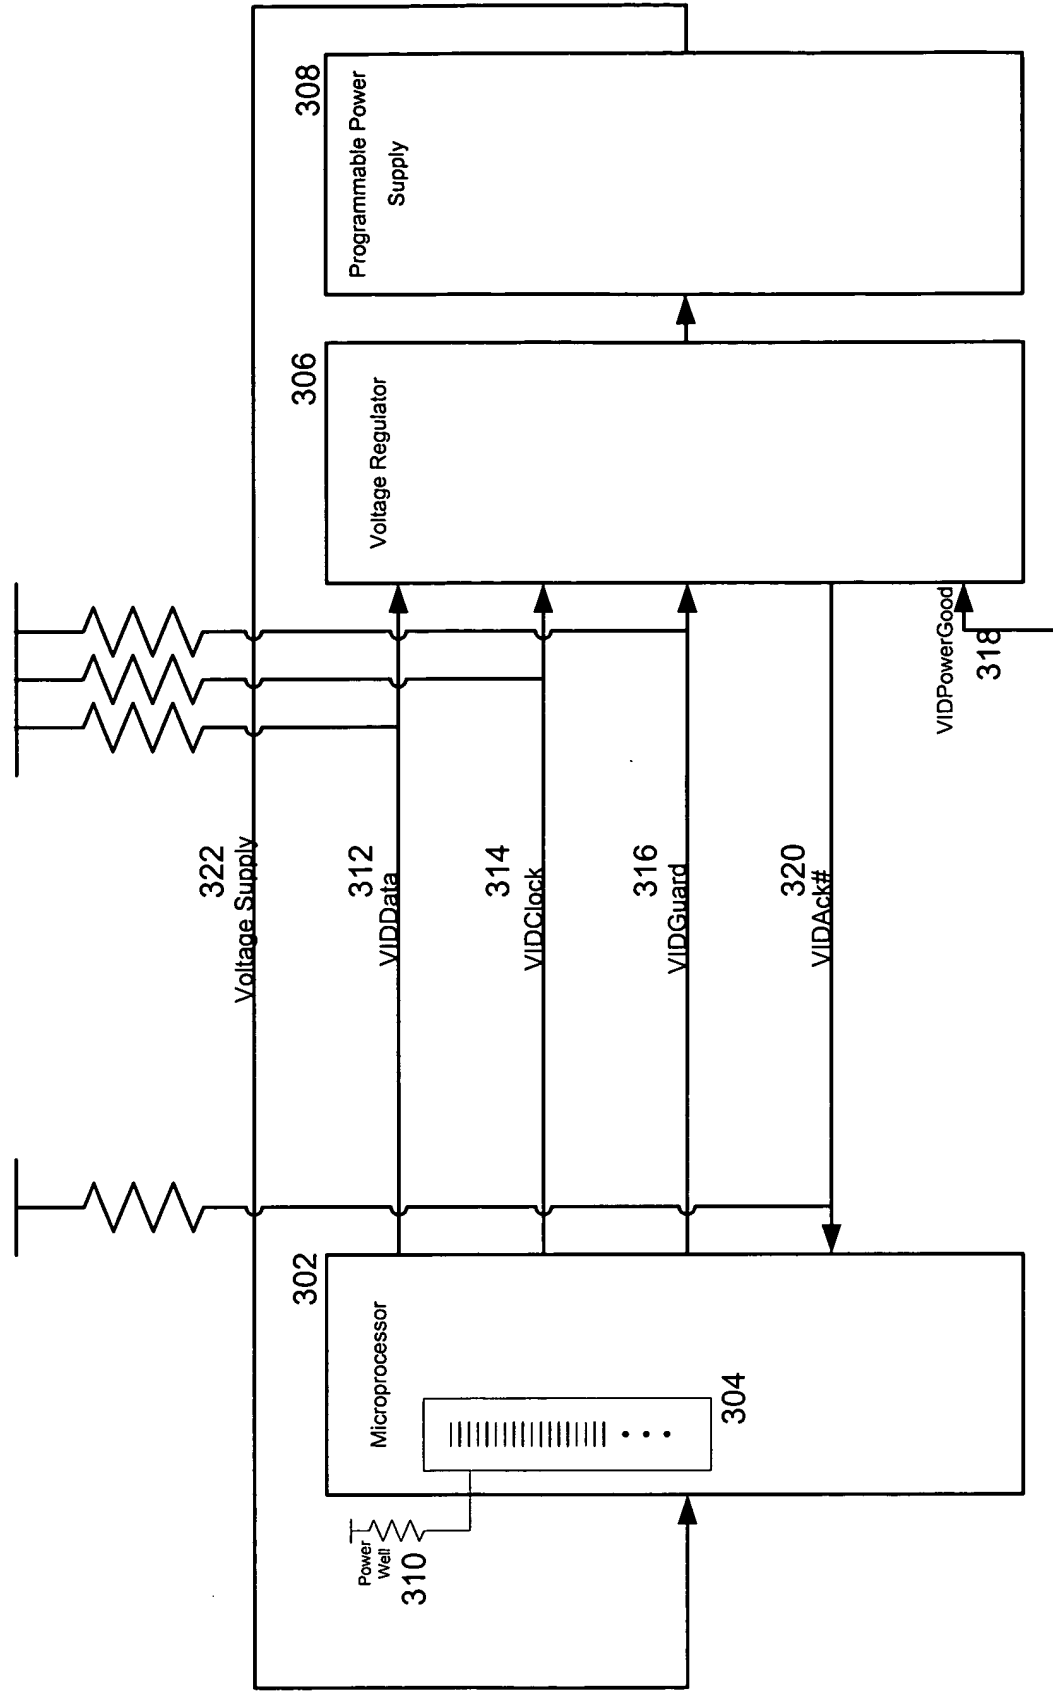 322
Voltage Supply
302
Microprocessor
304
Power
Well
310
312
VIDData
314
VIDClock
316
VIDGuard
320
VIDAck#
306
Voltage Regulator
VIDPowerGood
318
308
Programmable Power
Supply